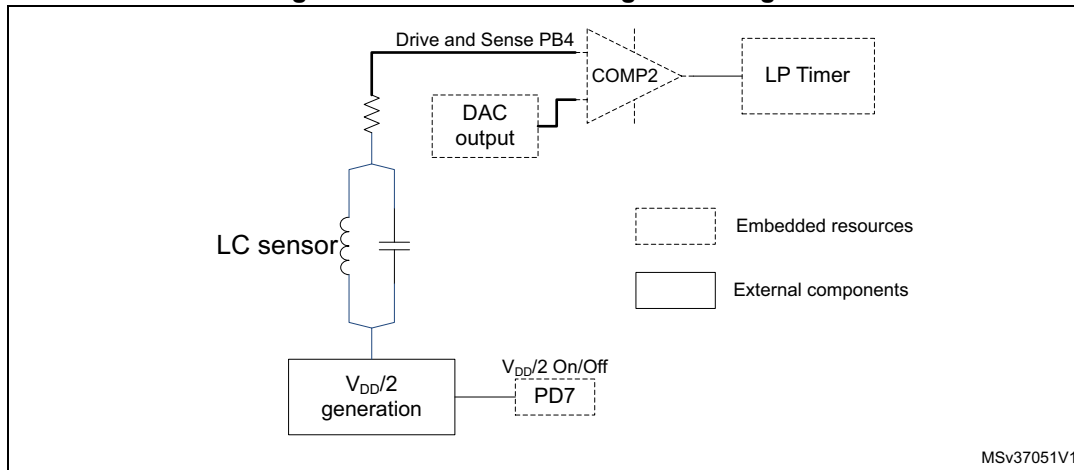 Drive and Sense PB4
COMP2
LP Timer
DAC
output
LC sensor
Embedded resources
External components
VDD/2
generation
VDD/2 On/Off
PD7
MSv37051V1